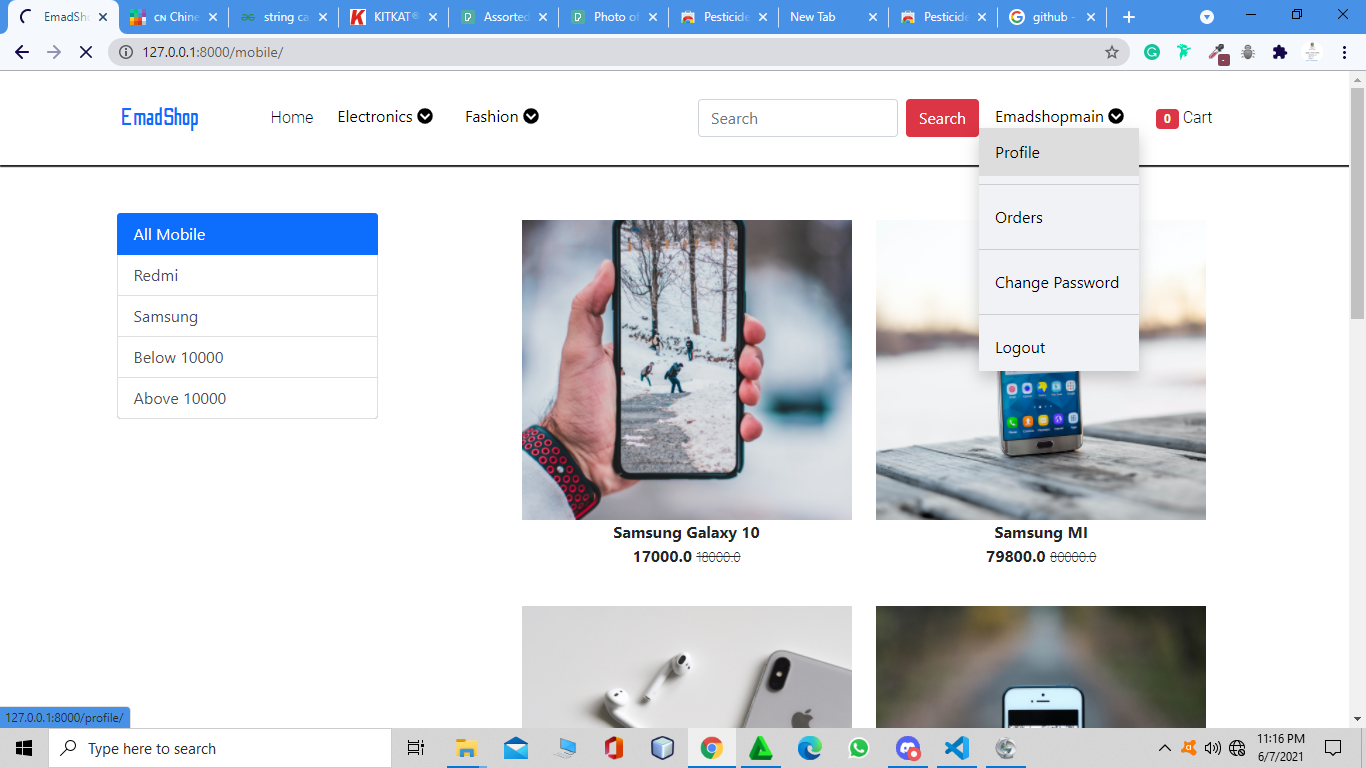 EmadSho
CN Chine
string ca
KITKAT®
Assorted
Photo of
Pesticide
New Tab
Pesticide
github -
127.0.0.1:8000/mobile/
EmadShop
Home
Electronics
Fashion
Search
Search
Emadshopmain
0 Cart
Profile
Orders
Change Password
Logout
All Mobile
Redmi
Samsung
Below 10000
Above 10000
Samsung Galaxy 10
17000.0 18000.0
Samsung MI
79800.0 80000.0
127.0.0.1:8000/profile/
Type here to search
11:16 PM
6/7/2021